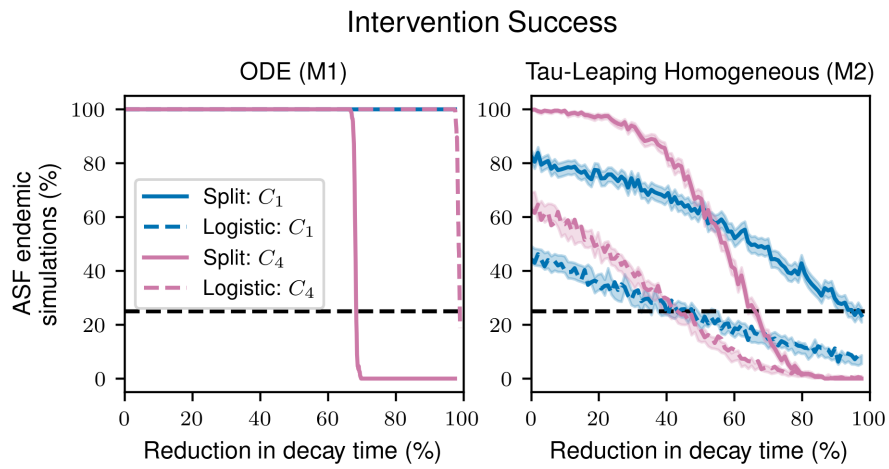 Intervention Success
ODE (M1)
Tau-Leaping Homogeneous (M2)
ASF endemic
simulations (%)
100
80
60
40
20
0
Split: C₁
Logistic: C₁
Split: C₄
Logistic: C₄
0 20 40 60 80 100
Reduction in decay time (%)
100
80
60
40
20
0
0 20 40 60 80 100
Reduction in decay time (%)